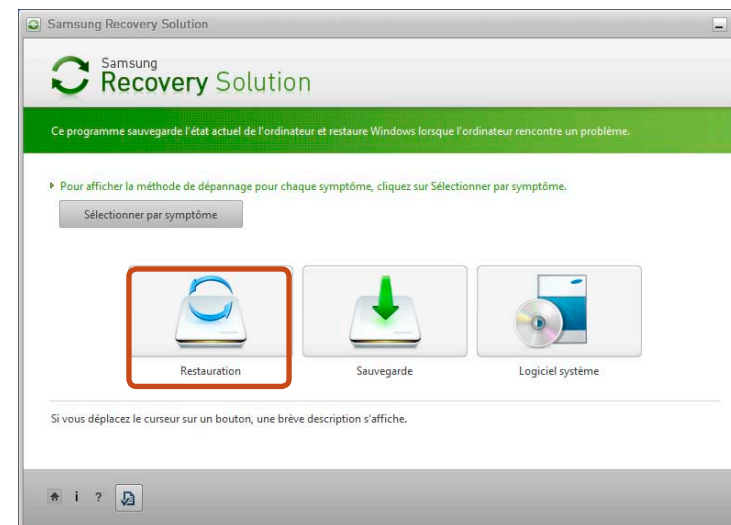 Samsung Recovery Solution
Samsung
Recovery Solution
Ce programme sauvegarde l'état actuel de l'ordinateur et restaure Windows lorsque l'ordinateur rencontre un problème.
Pour afficher la méthode de dépannage pour chaque symptôme, cliquez sur Sélectionner par symptôme.
Sélectionner par symptôme
Restauration Sauvegarde Logiciel système
Si vous déplacez le curseur sur un bouton, une brève description s'affiche.
i ?